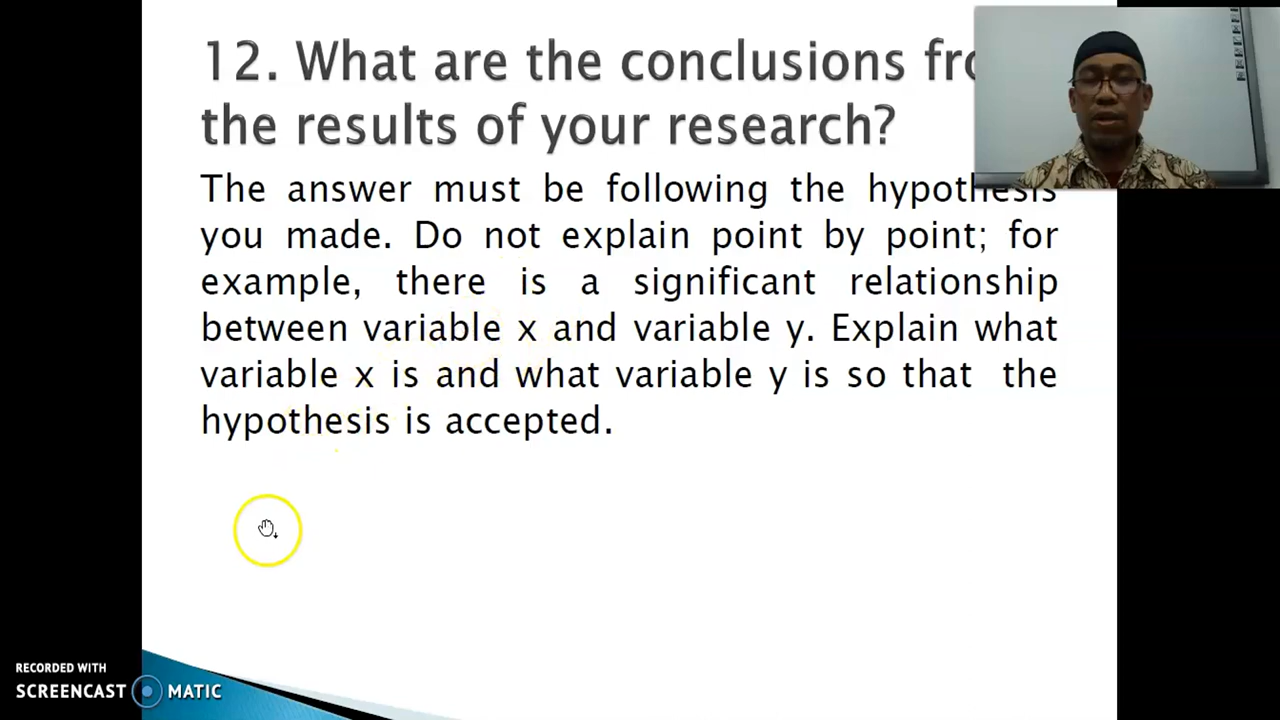 12. What are the conclusions
the results of your research?
The answer must be following the hypothesis
you made. Do not explain point by point; for
example, there is a significant relationship
between variable x and variable y. Explain what
variable x is and what variable y is so that the
hypothesis is accepted.
RECORDED WITH
SCREENCAST MATIC